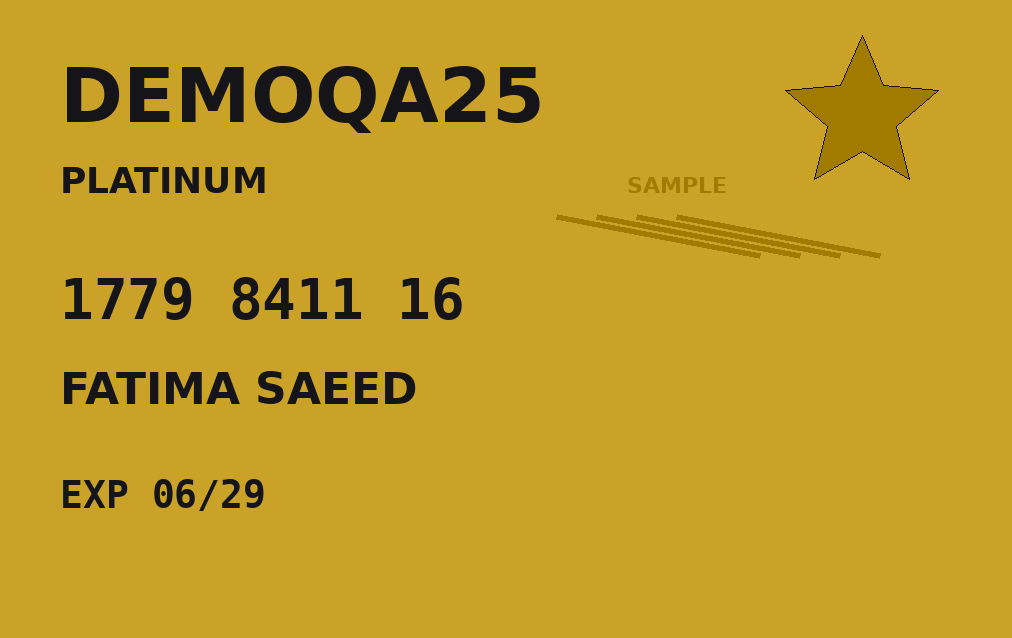 DEMOQA25
PLATINUM
SAMPLE
1779 8411 16
FATIMA SAEED
EXP 06/29